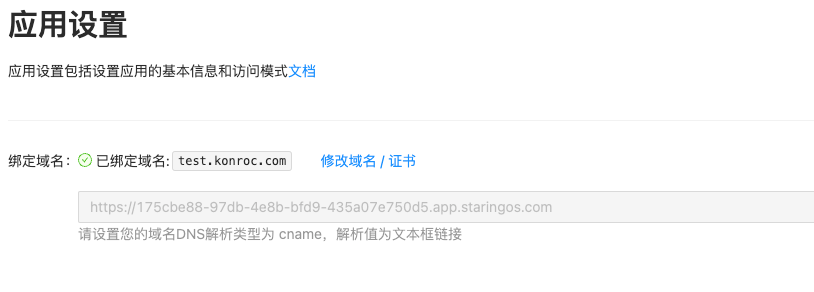 应用设置
应用设置包括设置应用的基本信息和访问模式文档
绑定域名： 已绑定域名: test.konroc.com 修改域名 / 证书
https://175cbe88-97db-4e8b-bfd9-435a07e750d5.app.staringos.com
请设置您的域名DNS解析类型为 cname，解析值为文本框链接